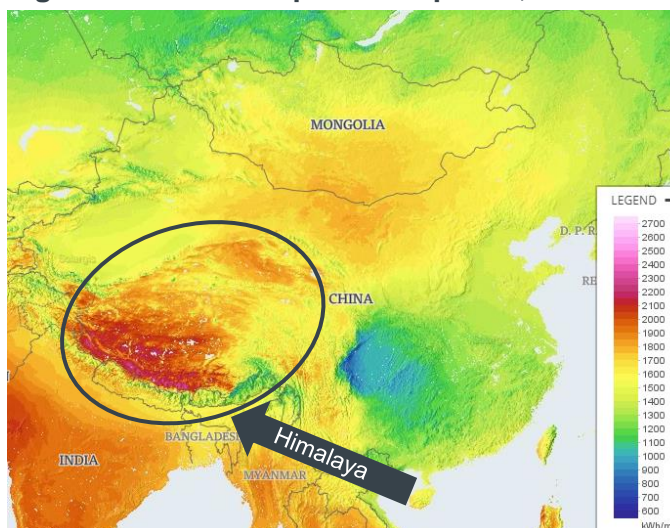 MONGOLIA
LEGEND
2700
2600
2500
2400
2300
2200
2100
2000
1900
1800
1700
1600
1500
1400
1300
1200
1100
1000
900
800
700
600
kWh/m
D. P. R
RE
Solargis
CHINA
BANGLADESH
Himalaya
INDIA
MYANMAR